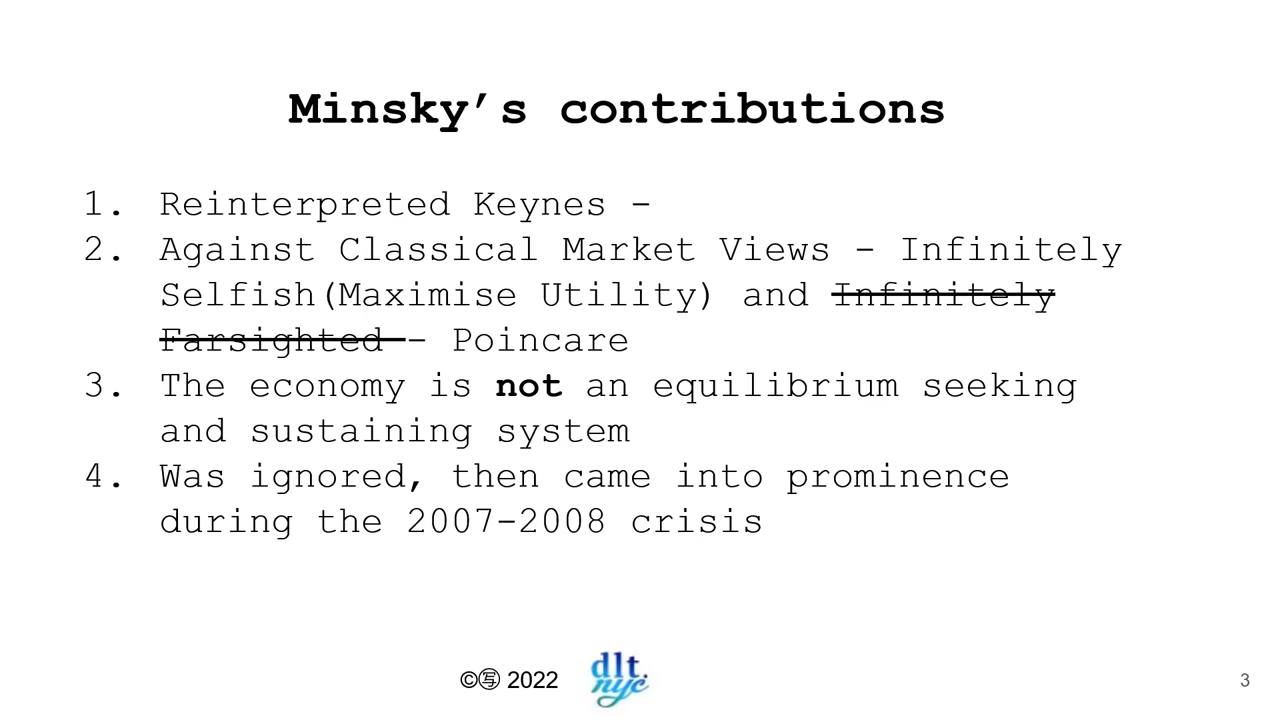 Minsky’s contributions
1. Reinterpreted Keynes -
2. Against Classical Market Views - Infinitely
Selfish(Maximise Utility) and Infinitely
Farsighted - Poincare
3. The economy is not an equilibrium seeking
and sustaining system
4. Was ignored, then came into prominence
during the 2007-2008 crisis
©㊢ 2022
dlt.
nyc
3